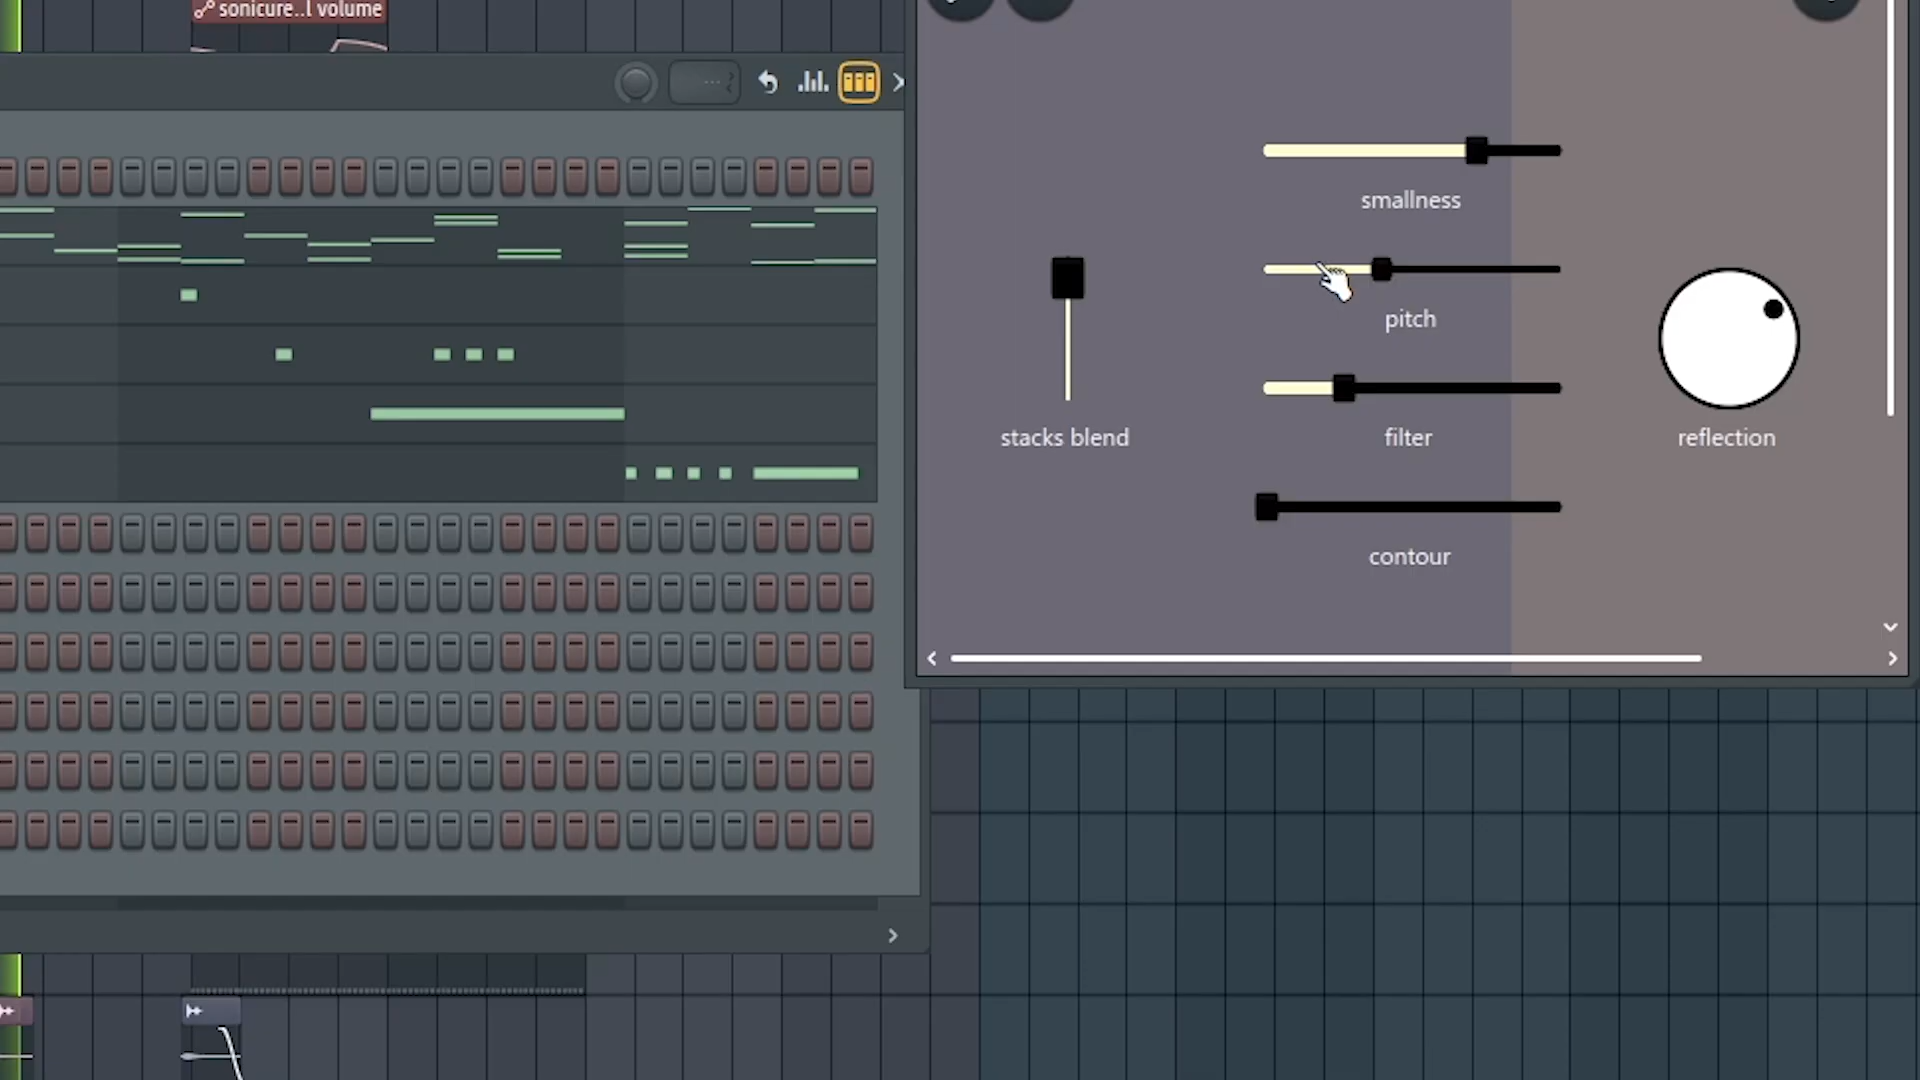 sonicure..l volume
smallness
pitch
stacks blend
filter
reflection
contour